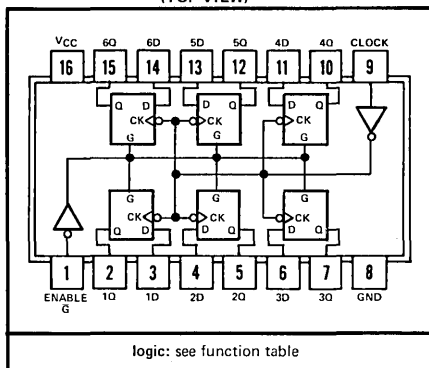 (TOP VIEW)
VCC 6Q 6D 5D 5Q 4D 4Q CLOCK
16 15 14 13 12 11 10 9
Q D D Q D Q
CK CK CK
G G G
G G G
CK CK CK
Q D D Q D Q
1 2 3 4 5 6 7 8
ENABLE 1Q 1D 2D 2Q 3D 3Q GND
G̅
logic: see function table